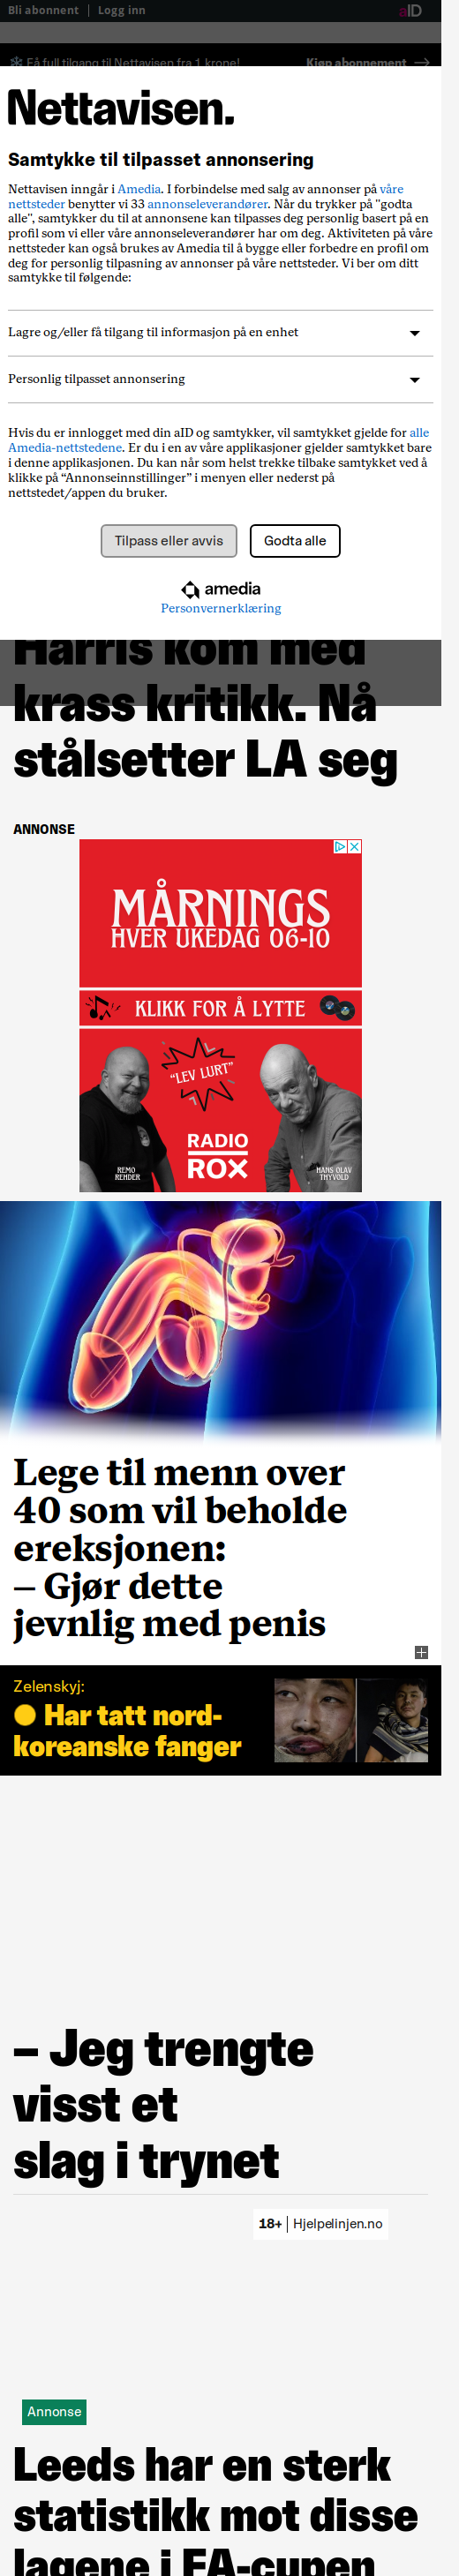 Bli abonnent
Logg inn
aID
Få full tilgang til Nettavisen fra 1 krone!
Kjøp abonnement →
Nettavisen.
Samtykke til tilpasset annonsering
Nettavisen inngår i Amedia. I forbindelse med salg av annonser på våre
nettsteder benytter vi 33 annonseleverandører. Når du trykker på "godta
alle", samtykker du til at annonsene kan tilpasses deg personlig basert på en
profil som vi eller våre annonseleverandører har om deg. Aktiviteten på våre
nettsteder kan også brukes av Amedia til å bygge eller forbedre en profil om
deg for personlig tilpasning av annonser på våre nettsteder. Vi ber om ditt
samtykke til følgende:
Lagre og/eller få tilgang til informasjon på en enhet
Personlig tilpasset annonsering
Hvis du er innlogget med din aID og samtykker, vil samtykket gjelde for alle
Amedia-nettstedene. Er du i en av våre applikasjoner gjelder samtykket bare
i denne applikasjonen. Du kan når som helst trekke tilbake samtykket ved å
klikke på “Annonseinnstillinger” i menyen eller nederst på
nettstedet/appen du bruker.
Tilpass eller avvis
Godta alle
amedia
Personvernerklæring
Harris kom med
krass kritikk. Nå
stålsetter LA seg
ANNONSE
MÅRNINGS
HVER UKEDAG 06-10
KLIKK FOR Å LYTTE
“LEV LURT”
RADIO
ROX
REMO
REHDER
HANS OLAV
THYVOLD
Lege til menn over
40 som vil beholde
ereksjonen:
– Gjør dette
jevnlig med penis
Zelenskyj:
Har tatt nord-
koreanske fanger
– Jeg trengte
visst et
slag i trynet
18+ | Hjelpelinjen.no
Annonse
Leeds har en sterk
statistikk mot disse
lagene i FA-cupen